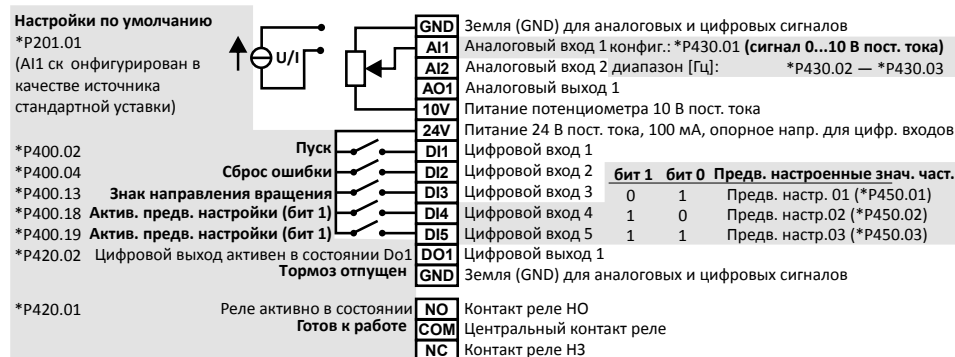 Настройки по умолчанию
*P201.01
(AI1 ск онфигурирован в
качестве источника
стандартной уставки)
U/I
GND Земля (GND) для аналоговых и цифровых сигналов
AI1 Аналоговый вход 1 конфиг.: *P430.01 (сигнал 0...10 В пост. тока)
AI2 Аналоговый вход 2 диапазон [Гц]: *P430.02 — *P430.03
AO1 Аналоговый выход 1
10V Питание потенциометра 10 В пост. тока
24V Питание 24 В пост. тока, 100 мА, опорное напр. для цифр. входов
*P400.02 Пуск DI1 Цифровой вход 1
*P400.04 Сброс ошибки DI2 Цифровой вход 2 бит 1 бит 0 Предв. настроенные знач. част.
*P400.13 Знак направления вращения DI3 Цифровой вход 3 0 1 Предв. настр. 01 (*P450.01)
*P400.18 Актив. предв. настройки (бит 1) DI4 Цифровой вход 4 1 0 Предв. настр.02 (*P450.02)
*P400.19 Актив. предв. настройки (бит 1) DI5 Цифровой вход 5 1 1 Предв. настр.03 (*P450.03)
*P420.02 Цифровой выход активен в состоянии Do1 DO1 Цифровой выход 1
Тормоз отпущен GND Земля (GND) для аналоговых и цифровых сигналов
*P420.01 Реле активно в состоянии NO Контакт реле НО
Готов к работе COM Центральный контакт реле
NC Контакт реле НЗ